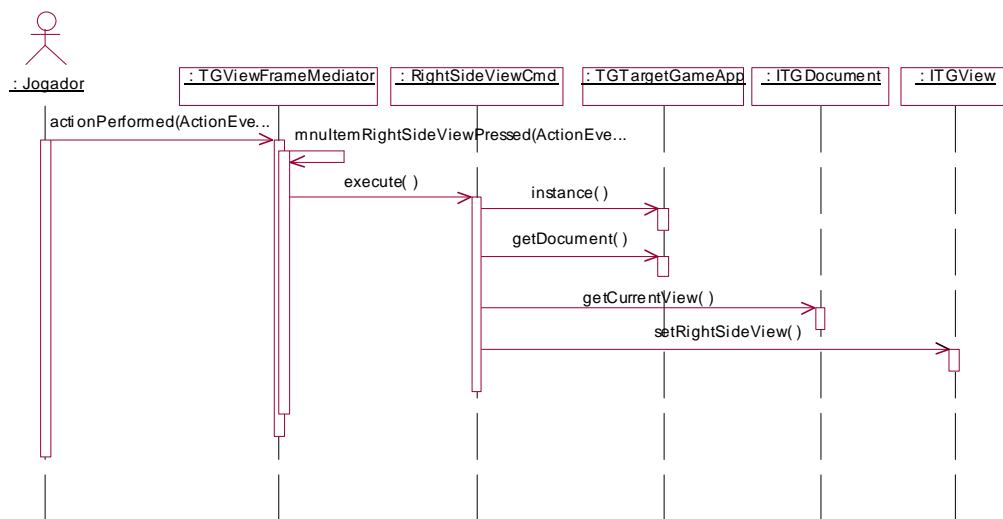 : Jogador
: TGViewFrameMediator
: RightSideViewCmd
: TGTargetGameApp
: ITGDocument
: ITGView
actionPerformed(ActionEve...
mnuItemRightSideViewPressed(ActionEve...
execute( )
instance( )
getDocument( )
getCurrentView( )
setRightSideView( )